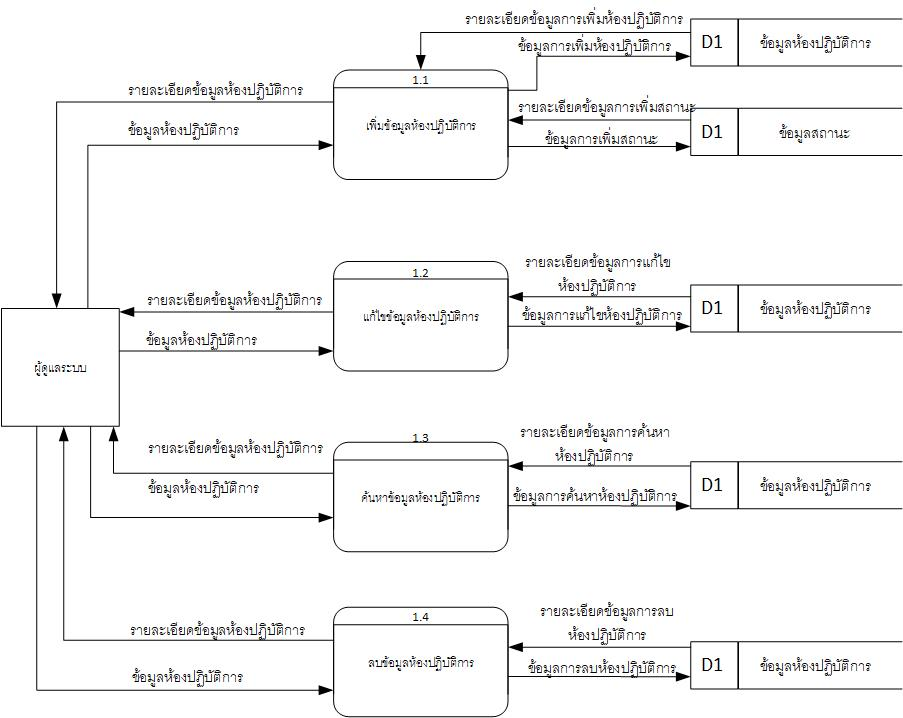 รายละเอียดข้อมูลการเพิ่มห้องปฏิบัติการ
D1 ข้อมูลห้องปฏิบัติการ
ข้อมูลการเพิ่มห้องปฏิบัติการ
1.1
เพิ่มข้อมูลห้องปฏิบัติการ
รายละเอียดข้อมูลห้องปฏิบัติการ
ข้อมูลห้องปฏิบัติการ
รายละเอียดข้อมูลการเพิ่มสถานะ
D1 ข้อมูลสถานะ
ข้อมูลการเพิ่มสถานะ
1.2
แก้ไขข้อมูลห้องปฏิบัติการ
รายละเอียดข้อมูลการแก้ไข
ห้องปฏิบัติการ
D1 ข้อมูลห้องปฏิบัติการ
ข้อมูลการแก้ไขห้องปฏิบัติการ
รายละเอียดข้อมูลห้องปฏิบัติการ
ข้อมูลห้องปฏิบัติการ
ผู้ดูแลระบบ
1.3
ค้นหาข้อมูลห้องปฏิบัติการ
รายละเอียดข้อมูลการค้นหา
ห้องปฏิบัติการ
D1 ข้อมูลห้องปฏิบัติการ
ข้อมูลการค้นหาห้องปฏิบัติการ
รายละเอียดข้อมูลห้องปฏิบัติการ
ข้อมูลห้องปฏิบัติการ
1.4
ลบข้อมูลห้องปฏิบัติการ
รายละเอียดข้อมูลการลบ
ห้องปฏิบัติการ
D1 ข้อมูลห้องปฏิบัติการ
ข้อมูลการลบห้องปฏิบัติการ
รายละเอียดข้อมูลห้องปฏิบัติการ
ข้อมูลห้องปฏิบัติการ